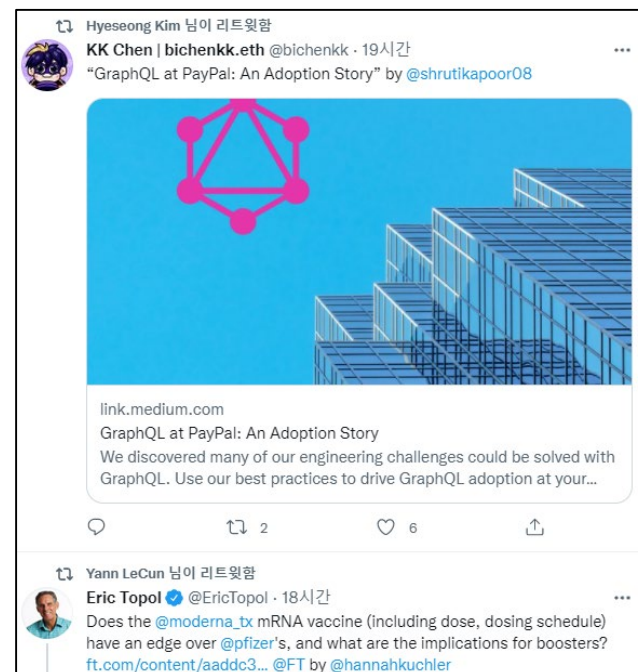 Hyeseong Kim 님이 리트윗함
KK Chen | bichenkk.eth @bichenkk · 19시간
“GraphQL at PayPal: An Adoption Story” by @shrutikapoor08
link.medium.com
GraphQL at PayPal: An Adoption Story
We discovered many of our engineering challenges could be solved with
GraphQL. Use our best practices to drive GraphQL adoption at your...
2 6
Yann LeCun 님이 리트윗함
Eric Topol @EricTopol · 18시간
Does the @moderna_tx mRNA vaccine (including dose, dosing schedule)
have an edge over @pfizer's, and what are the implications for boosters?
ft.com/content/aaddc3... @FT by @hannahkuchler